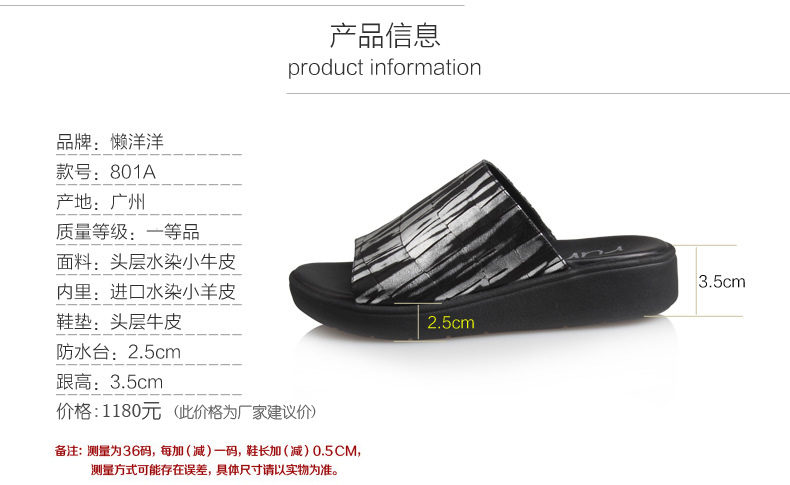 产品信息
product information
品牌：懒洋洋
款号：801A
产地：广州
质量等级：一等品
面料：头层水染小牛皮
内里：进口水染小羊皮
鞋垫：头层牛皮
防水台：2.5cm
跟高：3.5cm
价格：1180元（此价格为厂家建议价）
3.5cm
2.5cm
备注：测量为36码，每加（减）一码，鞋长加（减）0.5CM，
测量方式可能存在误差，具体尺寸请以实物为准。